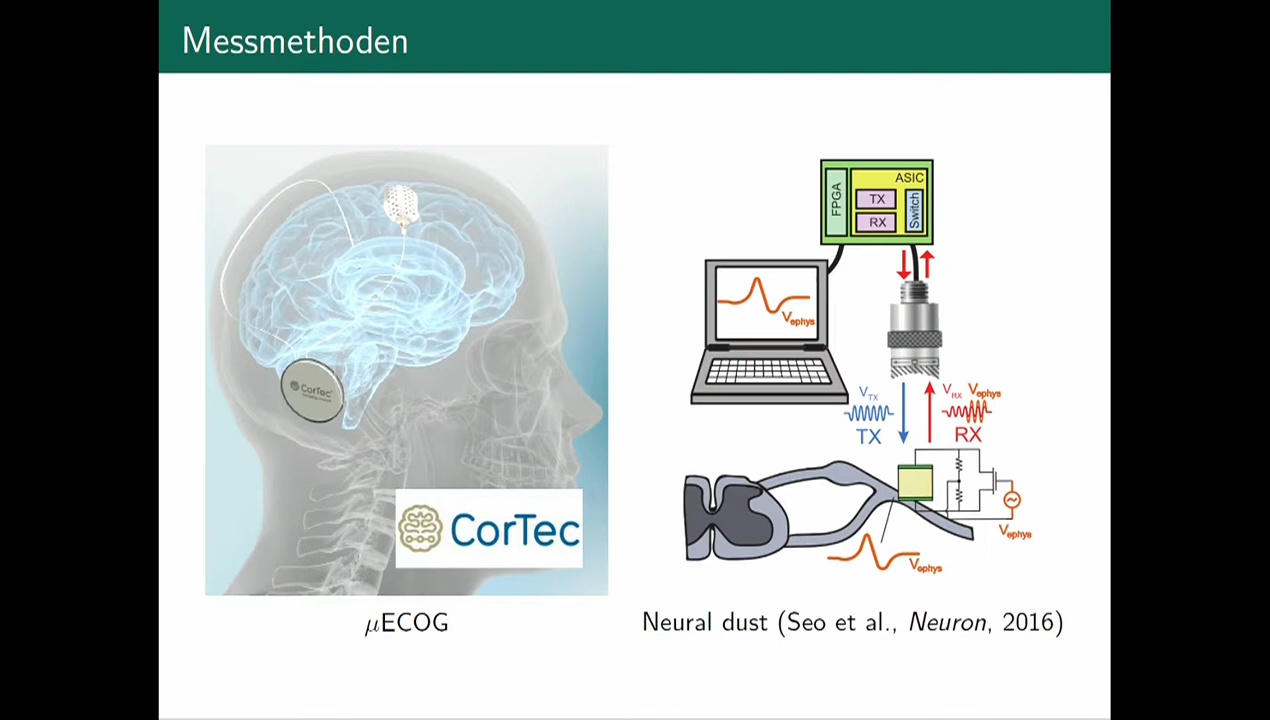 Messmethoden
CorTec
CorTec
μECOG
FPGA
ASIC
TX
RX
Switch
Vephys
VTX
TX
VRX Vephys
RX
Vephys
Vephys
Neural dust (Seo et al., Neuron, 2016)